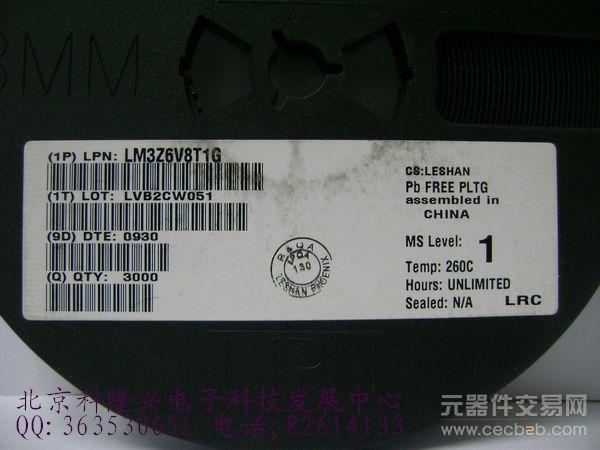 8MM
(1P) LPN: LM3Z6V8T1G
(1T) LOT: LVB2CW051
(9D) DTE: 0930
(Q) QTY: 3000
CS:LESHAN
Pb FREE PLTG
assembled in
CHINA
MS Level: 1
Temp: 260C
Hours: UNLIMITED
Sealed: N/A
LRC
R & QA
130
LESHAN PHOENIX
北京科隆兴电子科技发展中心
QQ:363530651 电话;82614133
元器件交易网
www.cecb2b.com